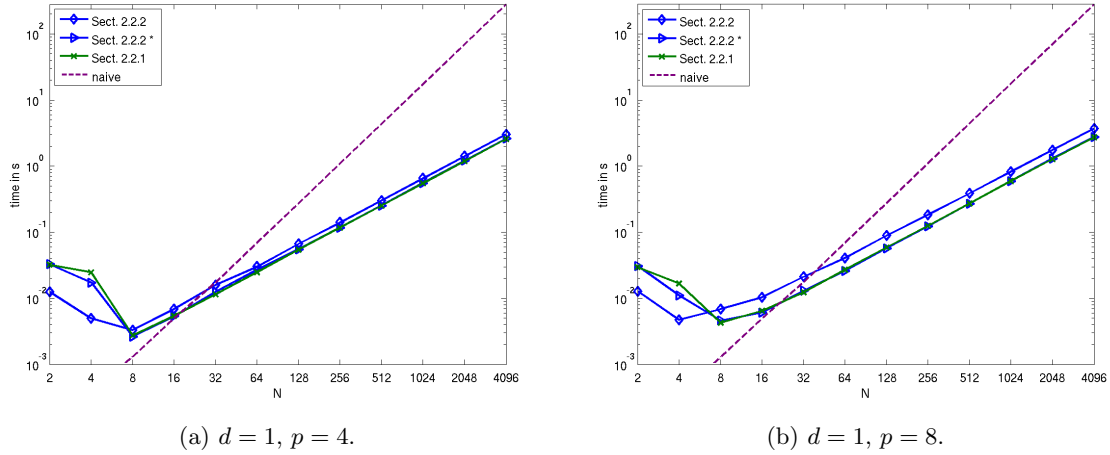 Sect. 2.2.2
Sect. 2.2.2 *
Sect. 2.2.1
naive
10^2
10^1
10^0
10^-1
10^-2
10^-3
time in s
2 4 8 16 32 64 128 256 512 1024 2048 4096
N
(a) d = 1, p = 4.
Sect. 2.2.2
Sect. 2.2.2 *
Sect. 2.2.1
naive
10^2
10^1
10^0
10^-1
10^-2
10^-3
time in s
2 4 8 16 32 64 128 256 512 1024 2048 4096
N
(b) d = 1, p = 8.